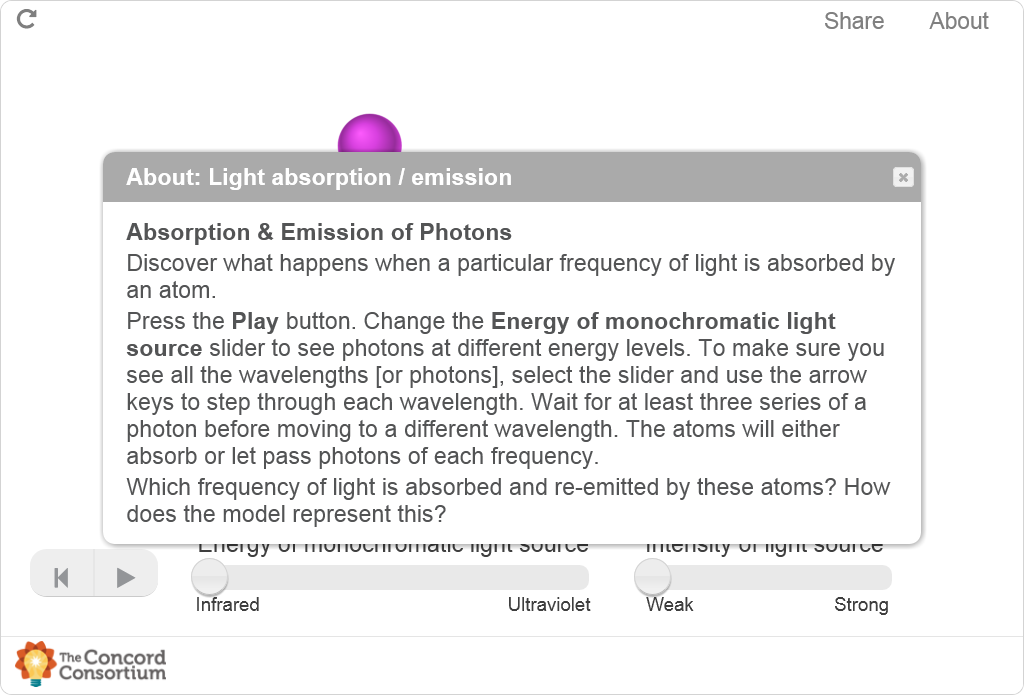 Share About
About: Light absorption / emission
Absorption & Emission of Photons
Discover what happens when a particular frequency of light is absorbed by
an atom.
Press the Play button. Change the Energy of monochromatic light
source slider to see photons at different energy levels. To make sure you
see all the wavelengths [or photons], select the slider and use the arrow
keys to step through each wavelength. Wait for at least three series of a
photon before moving to a different wavelength. The atoms will either
absorb or let pass photons of each frequency.
Which frequency of light is absorbed and re-emitted by these atoms? How
does the model represent this?
Energy of monochromatic light source Intensity of light source
Infrared Ultraviolet Weak Strong
The Concord
Consortium